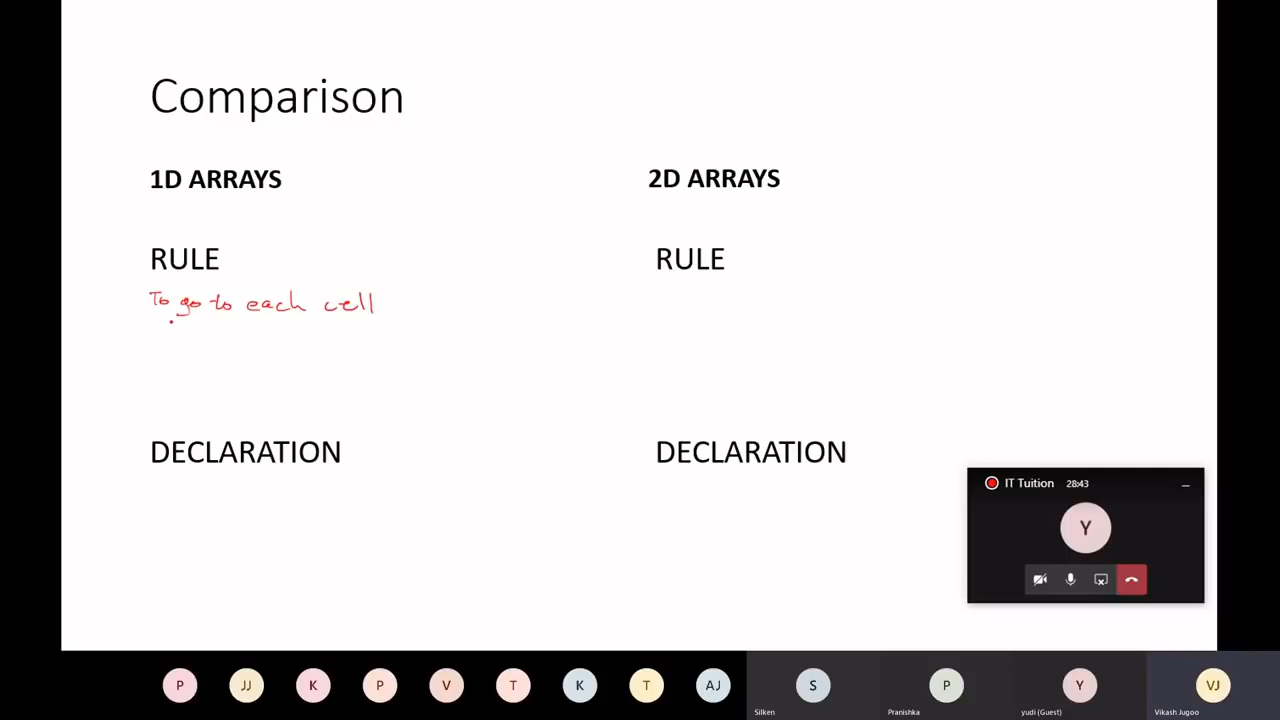 Comparison
1D ARRAYS
2D ARRAYS
RULE
RULE
To go to each cell
DECLARATION
DECLARATION
IT Tuition 28:43
Y
P JJ K P V T K T AJ S P Y VJ
Silken Pranishka yudi (Guest) Vikash Jugoo